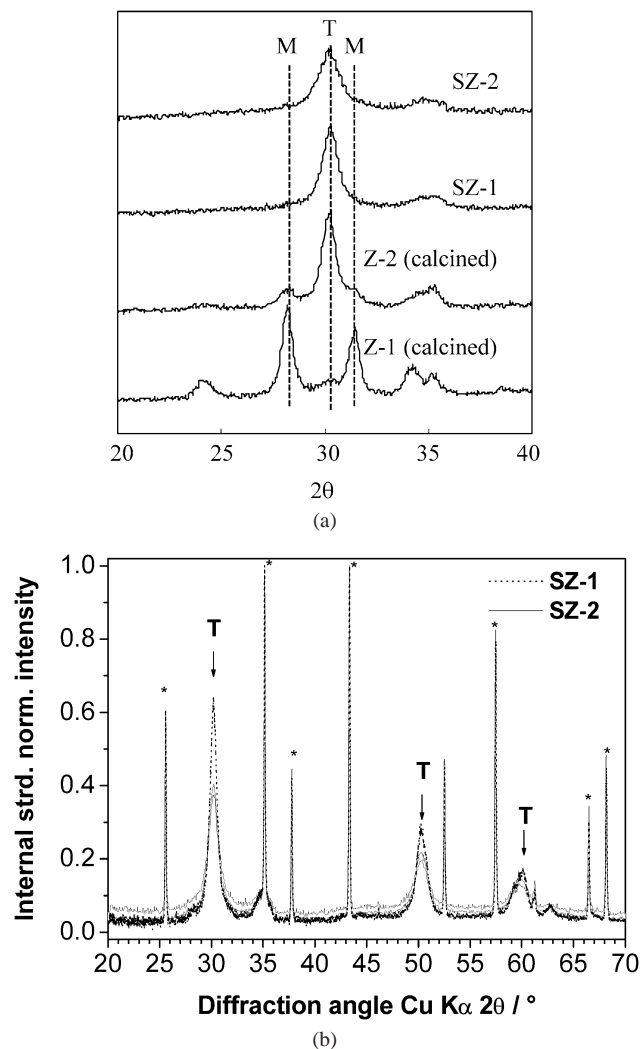 M T M
SZ-2
SZ-1
Z-2 (calcined)
Z-1 (calcined)
20 25 30 35 40
2θ
(a)
1.0
0.8
0.6
0.4
0.2
0.0
Internal strd. norm. intensity
SZ-1
SZ-2
* T * * * T * T * *
20 25 30 35 40 45 50 55 60 65 70
Diffraction angle Cu Kα 2θ / °
(b)